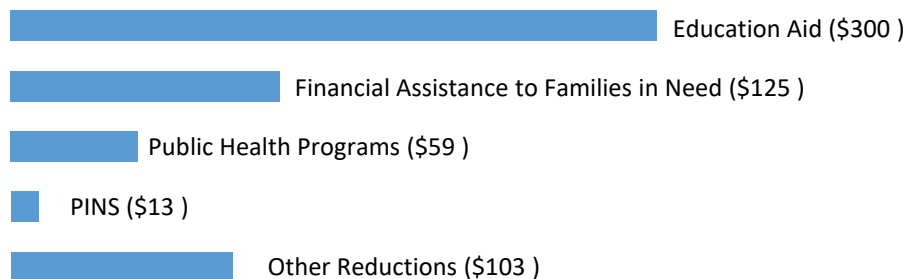 Education Aid ($300 )
Financial Assistance to Families in Need ($125 )
Public Health Programs ($59 )
PINS ($13 )
Other Reductions ($103 )